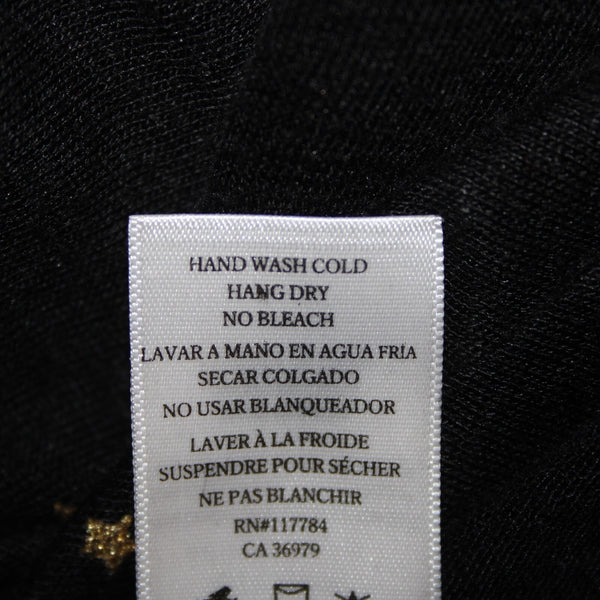 HAND WASH COLD
HANG DRY
NO BLEACH
LAVAR A MANO EN AGUA FRÍA
SECAR COLGADO
NO USAR BLANQUEADOR
LAVER À LA FROIDE
SUSPENDRE POUR SÉCHER
NE PAS BLANCHIR
RN#117784
CA 36979